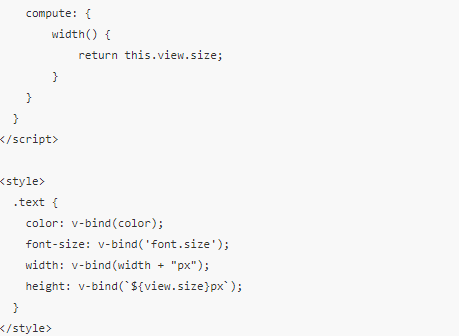 compute: {
width() {
return this.view.size;
}
}
}
</script>
<style>
.text {
color: v-bind(color);
font-size: v-bind('font.size');
width: v-bind(width + "px");
height: v-bind(`${view.size}px`);
}
</style>